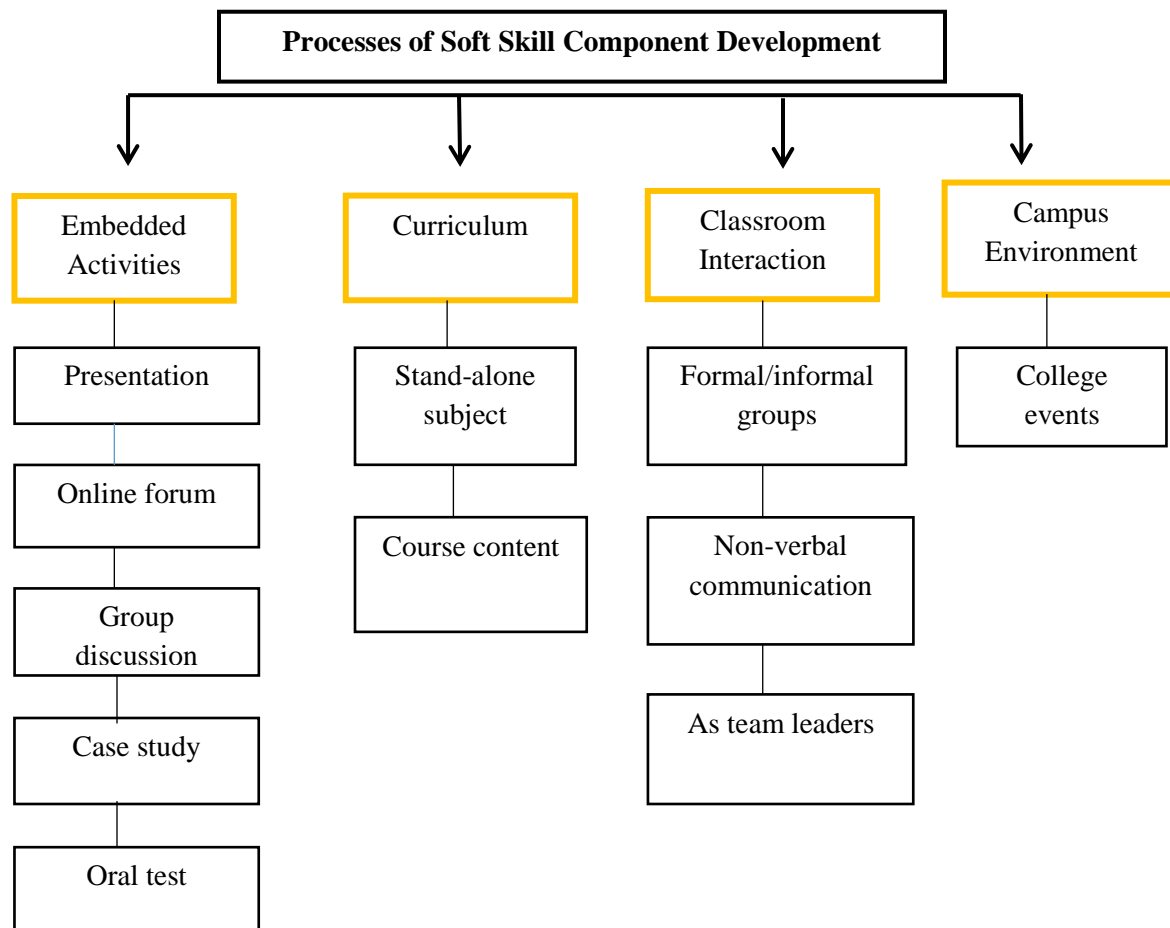 Processes of Soft Skill Component Development
Embedded
Activities
Presentation
Online forum
Group
discussion
Case study
Oral test
Curriculum
Stand-alone
subject
Course content
Classroom
Interaction
Formal/informal
groups
Non-verbal
communication
As team leaders
Campus
Environment
College
events